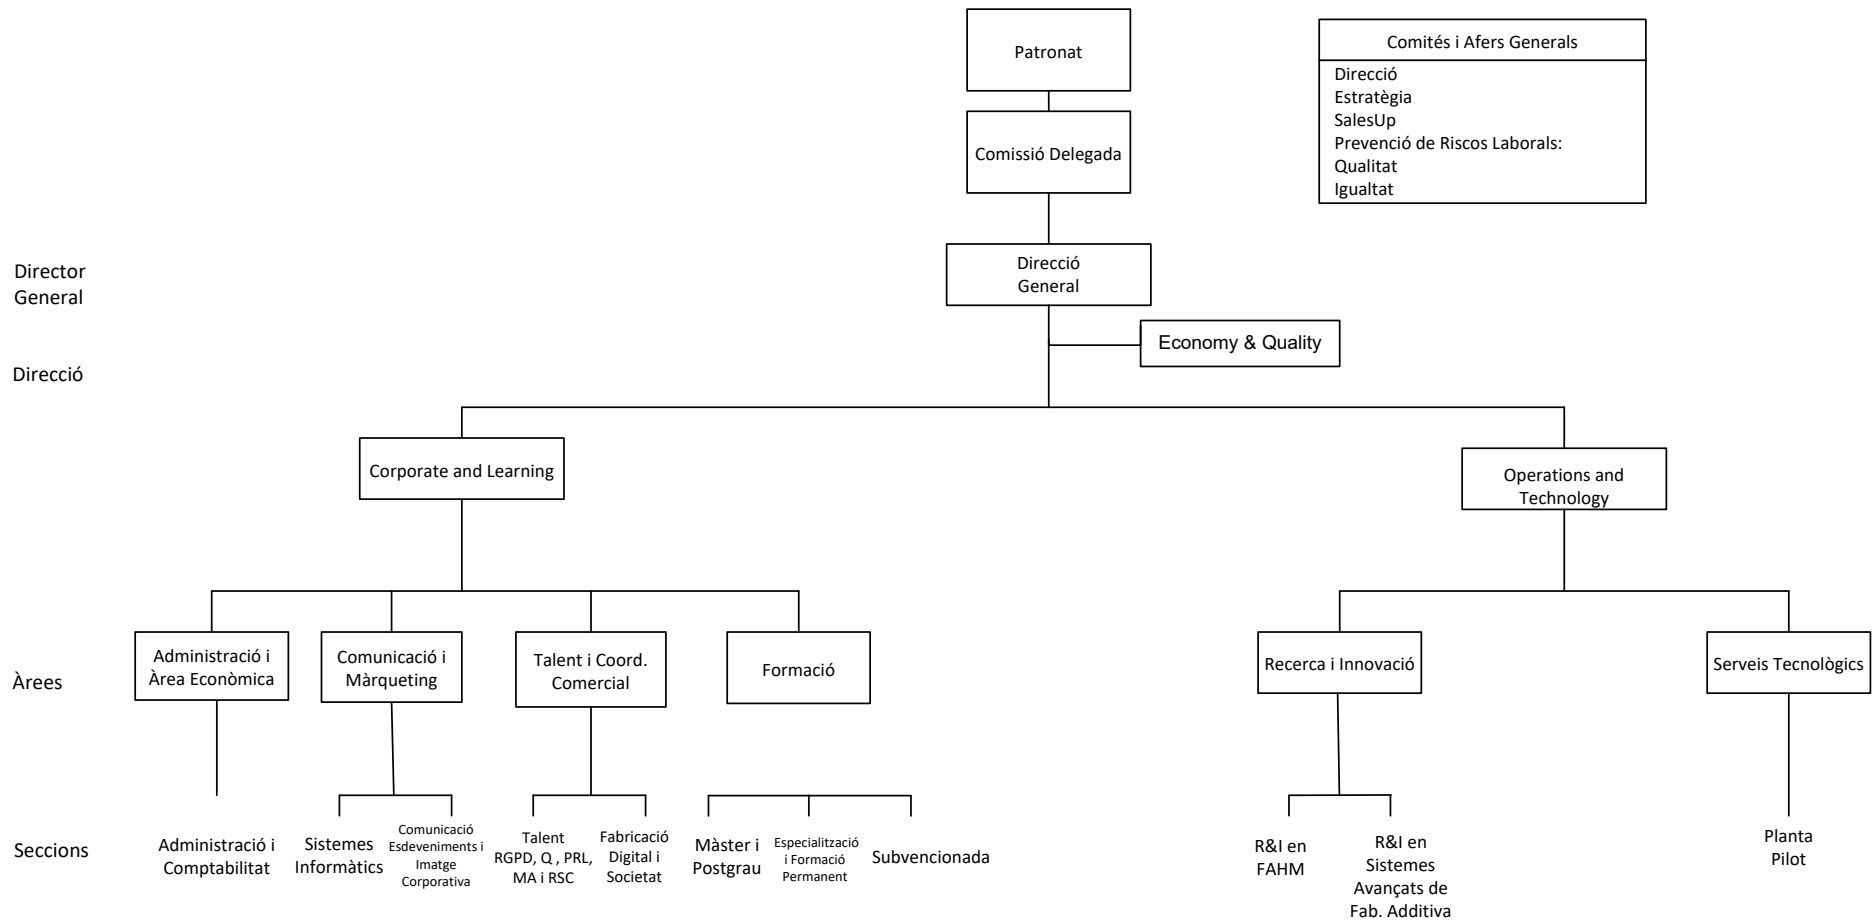 Patronat
Comissió Delegada
Comités i Afers Generals
Direcció
Estratègia
SalesUp
Prevenció de Riscos Laborals:
Qualitat
Igualtat
Director
General
Direcció
General
Economy & Quality
Direcció
Corporate and Learning
Operations and
Technology
Àrees
Administració i
Àrea Econòmica
Comunicació i
Màrqueting
Talent i Coord.
Comercial
Formació
Recerca i Innovació
Serveis Tecnològics
Seccions
Administració i
Comptabilitat
Sistemes
Informàtics
Comunicació
Esdeveniments i
Imatge
Corporativa
Talent
RGPD, Q , PRL,
MA i RSC
Fabricació
Digital i
Societat
Màster i
Postgrau
Especialització
i Formació
Permanent
Subvencionada
R&I en
FAHM
R&I en
Sistemes
Avançats de
Fab. Additiva
Planta
Pilot